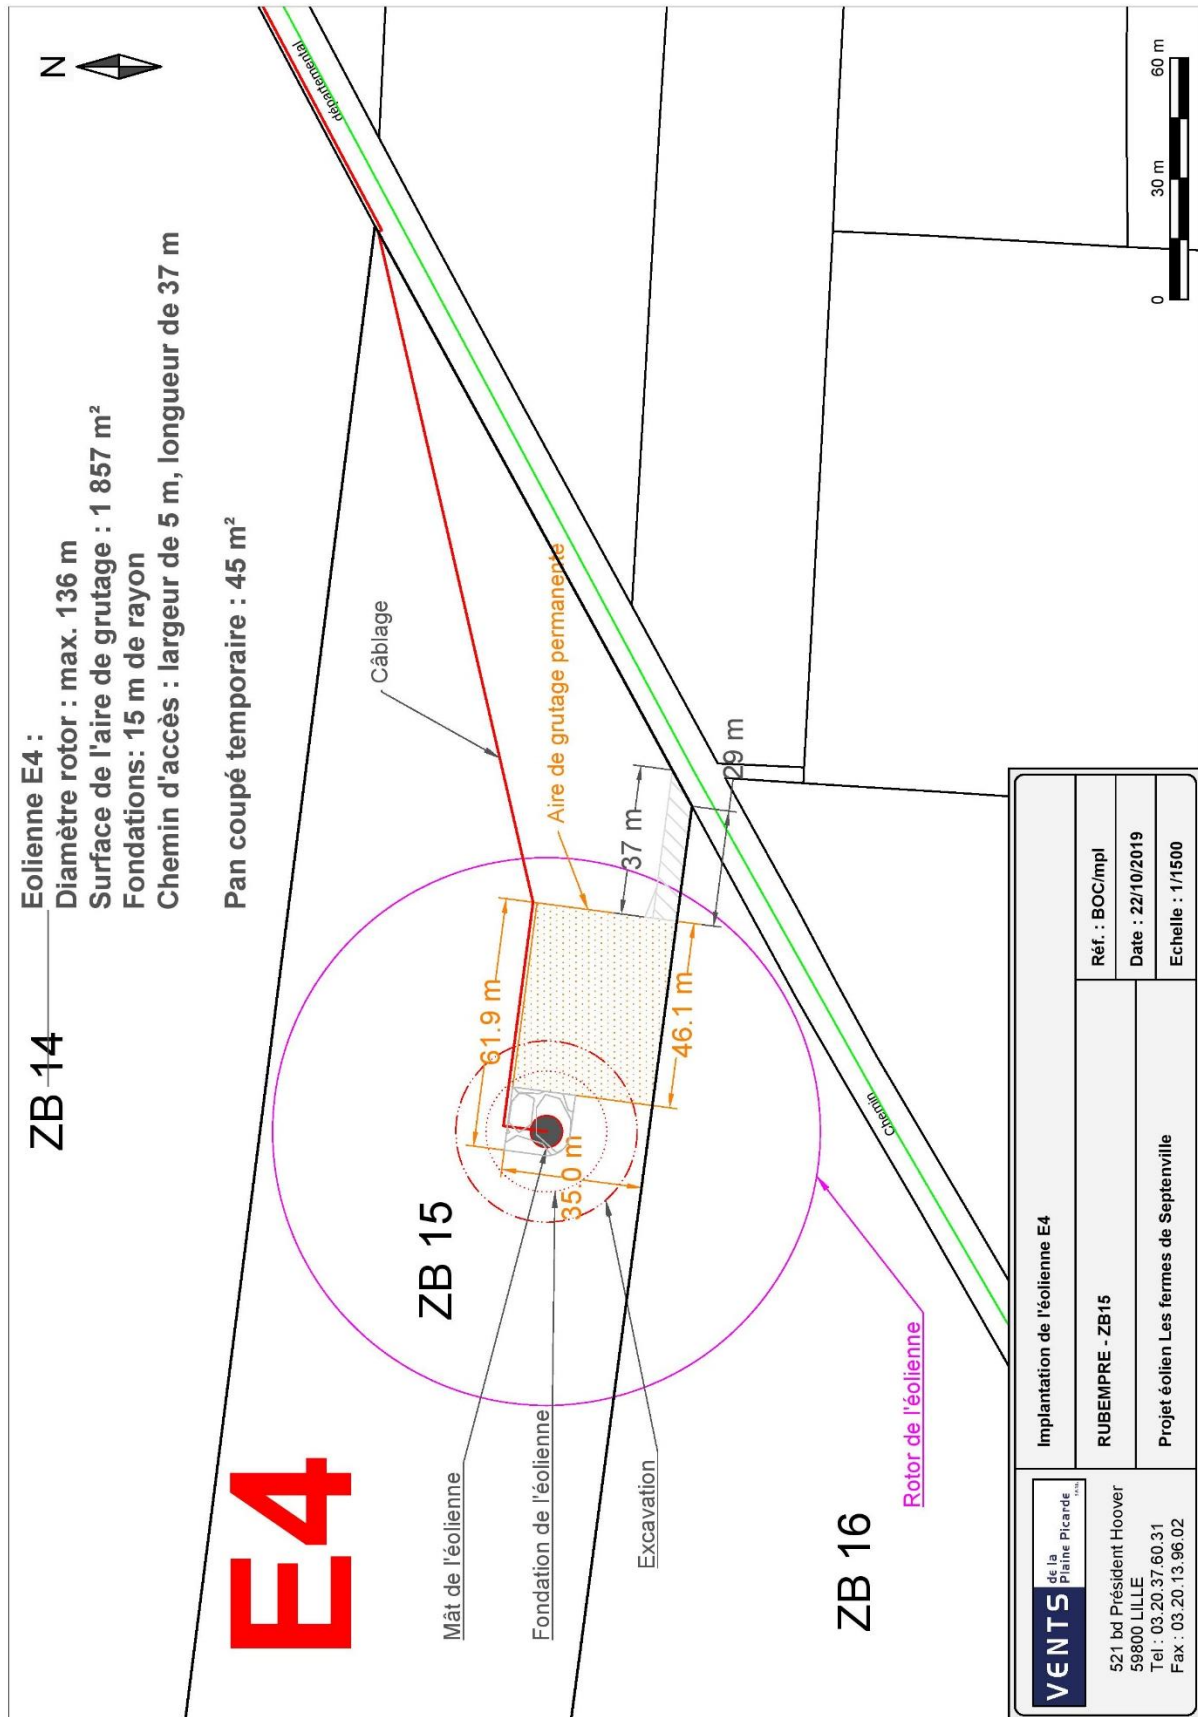 N
ZB 14
Eolienne E4 :
Diamètre rotor : max. 136 m
Surface de l'aire de grutage : 1 857 m²
Fondations: 15 m de rayon
Chemin d'accès : largeur de 5 m, longueur de 37 m
Pan coupé temporaire : 45 m²
départemental
E4
ZB 15
Câblage
Aire de grutage permanente
61.9 m
37 m
46.1 m
35.0 m
29 m
Mât de l'éolienne
Fondation de l'éolienne
Excavation
Chemin
ZB 16
Rotor de l'éolienne
0 30 m 60 m
VENTS de la
Plaine Picarde
521 bd Président Hoover
59800 LILLE
Tel : 03.20.37.60.31
Fax : 03.20.13.96.02
Implantation de l'éolienne E4
RUBEMPRE - ZB15
Projet éolien Les fermes de Septenville
Réf. : BOC/mpl
Date : 22/10/2019
Echelle : 1/1500